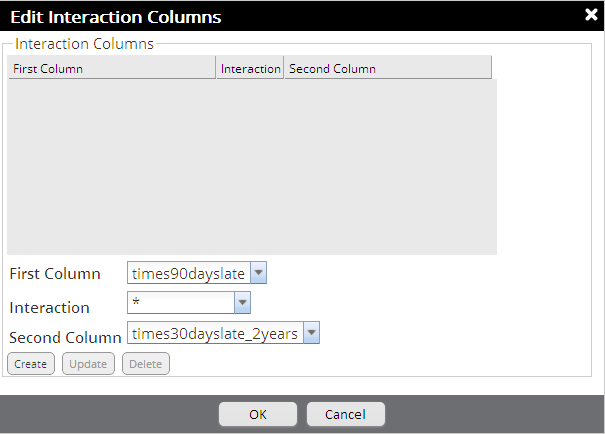 Edit Interaction Columns
Interaction Columns
First Column Interaction Second Column
First Column times90dayslate
Interaction *
Second Column times30dayslate_2years
Create Update Delete
OK Cancel